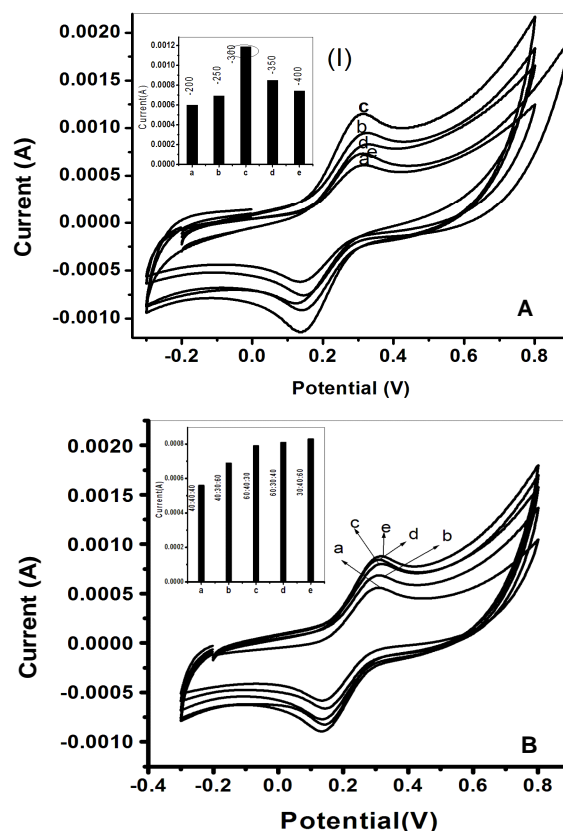 0.0020
0.0015
0.0010
0.0005
0.0000
-0.0005
-0.0010
Current (A)
-0.2 0.0 0.2 0.4 0.6 0.8
Potential (V)
A
(I)
c
b
d
e
a
0.0012
0.0010
0.0008
0.0006
0.0004
0.0002
0.0000
Current(A)
-200
-250
-300
-350
-400
a b c d e
0.0020
0.0015
0.0010
0.0005
0.0000
-0.0005
-0.0010
Current (A)
-0.4 -0.2 0.0 0.2 0.4 0.6 0.8
Potential(V)
B
a
c
e
d
b
0.0008
0.0006
0.0004
0.0002
0.0000
Current(A)
40:40:40
40:30:60
60:40:30
60:30:40
30:40:60
a b c d e